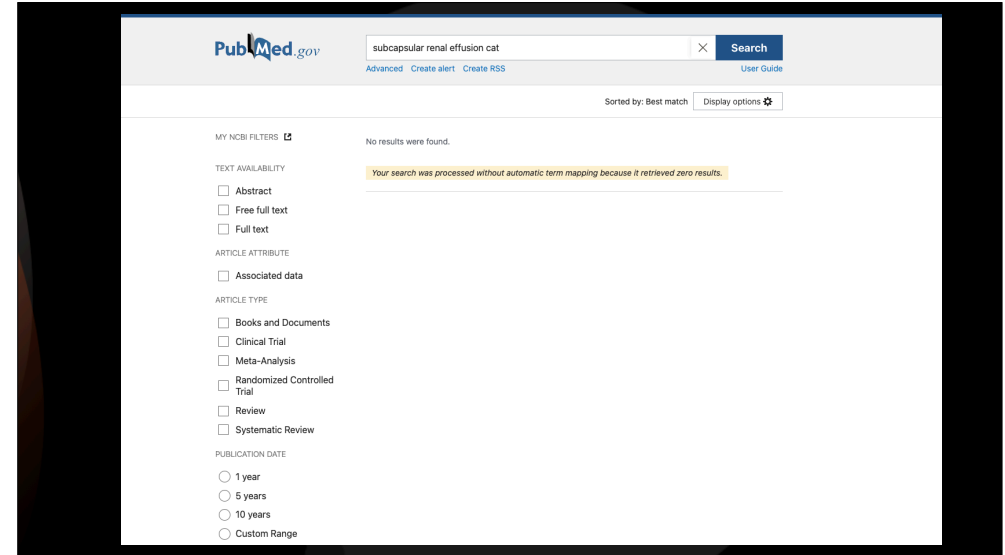 PubMed.gov
subcapsular renal effusion cat
Search
Advanced Create alert Create RSS
User Guide
Sorted by: Best match
Display options
MY NCBI FILTERS
No results were found.
TEXT AVAILABILITY
Your search was processed without automatic term mapping because it retrieved zero results.
Abstract
Free full text
Full text
ARTICLE ATTRIBUTE
Associated data
ARTICLE TYPE
Books and Documents
Clinical Trial
Meta-Analysis
Randomized Controlled
Trial
Review
Systematic Review
PUBLICATION DATE
1 year
5 years
10 years
Custom Range